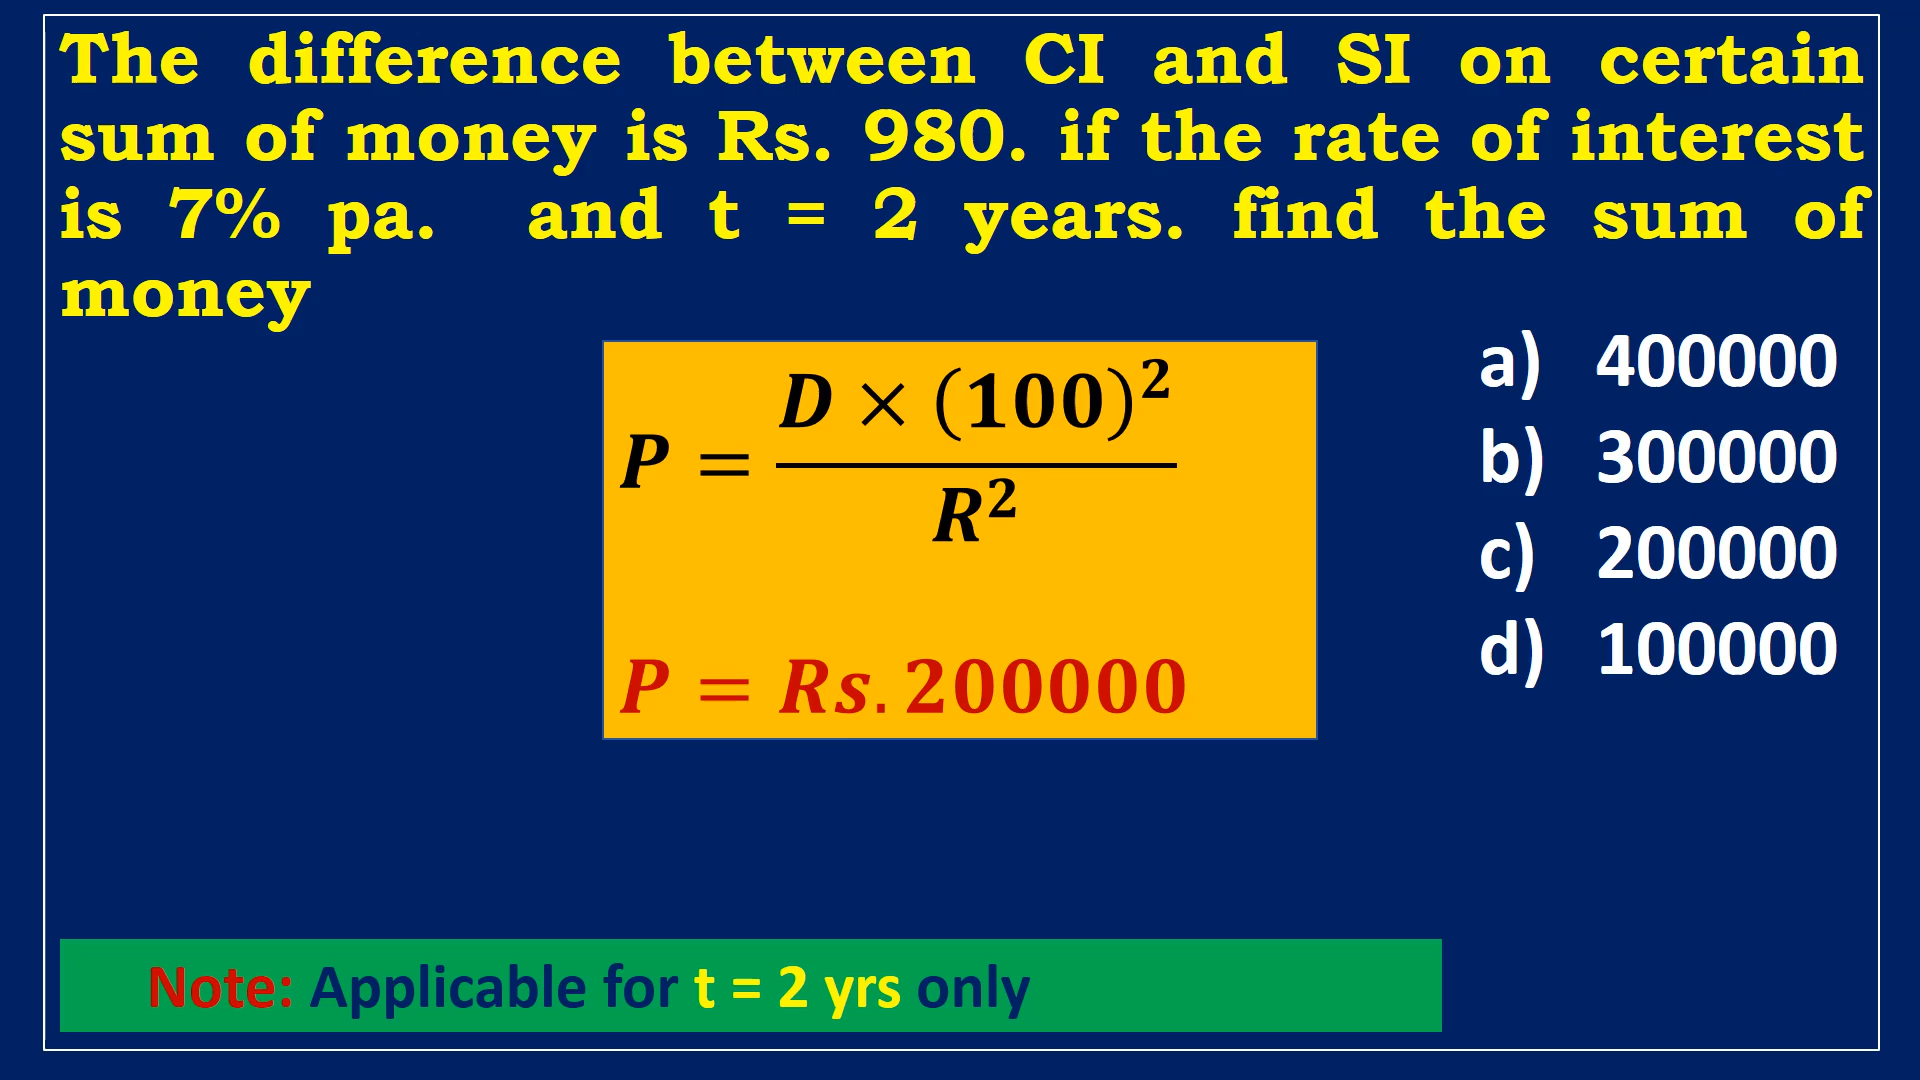 The difference between CI and SI on certain
sum of money is Rs. 980. if the rate of interest
is 7% pa. and t = 2 years. find the sum of
money
P = D × (100)² / R²
P = Rs. 200000
a) 400000
b) 300000
c) 200000
d) 100000
Note: Applicable for t = 2 yrs only